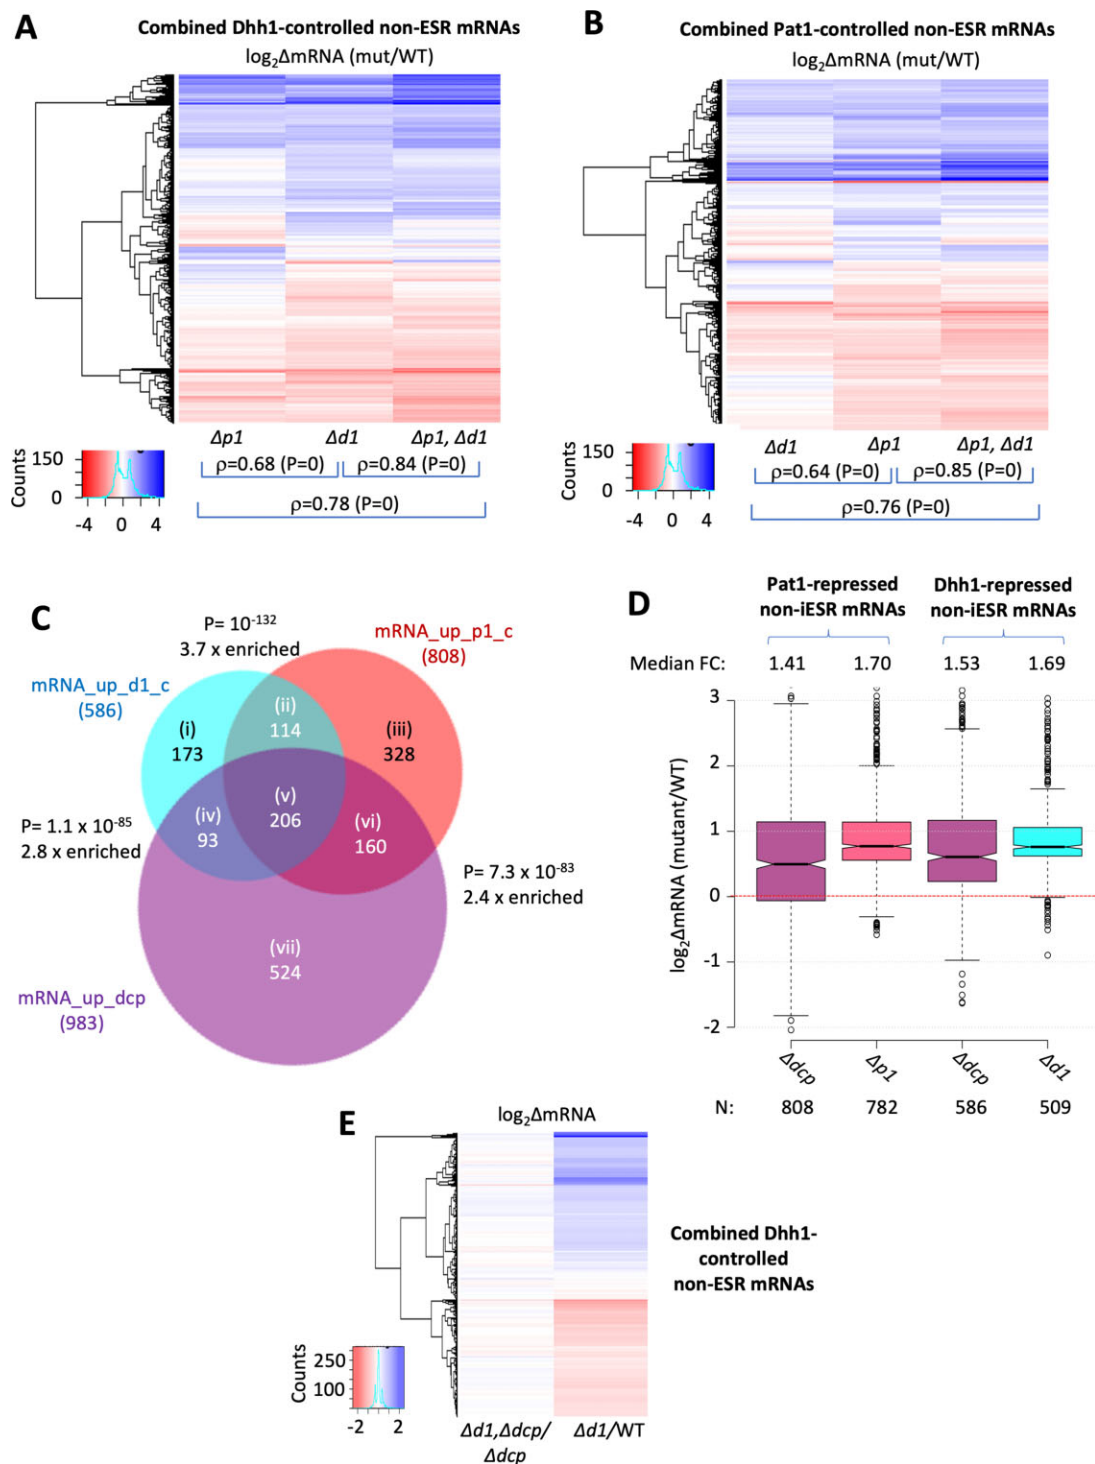 A
Combined Dhh1-controlled non-ESR mRNAs
log₂ΔmRNA (mut/WT)
Δp1 Δd1 Δp1, Δd1
ρ=0.68 (P=0) ρ=0.84 (P=0)
ρ=0.78 (P=0)
Counts
150
0
-4 0 4
B
Combined Pat1-controlled non-ESR mRNAs
log₂ΔmRNA (mut/WT)
Δd1 Δp1 Δp1, Δd1
ρ=0.64 (P=0) ρ=0.85 (P=0)
ρ=0.76 (P=0)
Counts
150
0
-4 0 4
C
P= 10⁻¹³²
3.7 x enriched
mRNA_up_p1_c
(808)
mRNA_up_d1_c
(586)
(i)
173
(ii)
114
(iii)
328
(iv)
93
(v)
206
(vi)
160
P= 1.1 x 10⁻⁸⁵
2.8 x enriched
P= 7.3 x 10⁻⁸³
2.4 x enriched
(vii)
524
mRNA_up_dcp
(983)
D
Pat1-repressed
non-iESR mRNAs
Dhh1-repressed
non-iESR mRNAs
Median FC: 1.41 1.70 1.53 1.69
log₂ΔmRNA (mutant/WT)
3
2
1
0
-1
-2
Δdcp Δp1 Δdcp Δd1
N: 808 782 586 509
E
log₂ΔmRNA
Combined Dhh1-
controlled
non-ESR mRNAs
Counts
250
100
-2 2
Δd1,Δdcp/
Δdcp
Δd1/WT